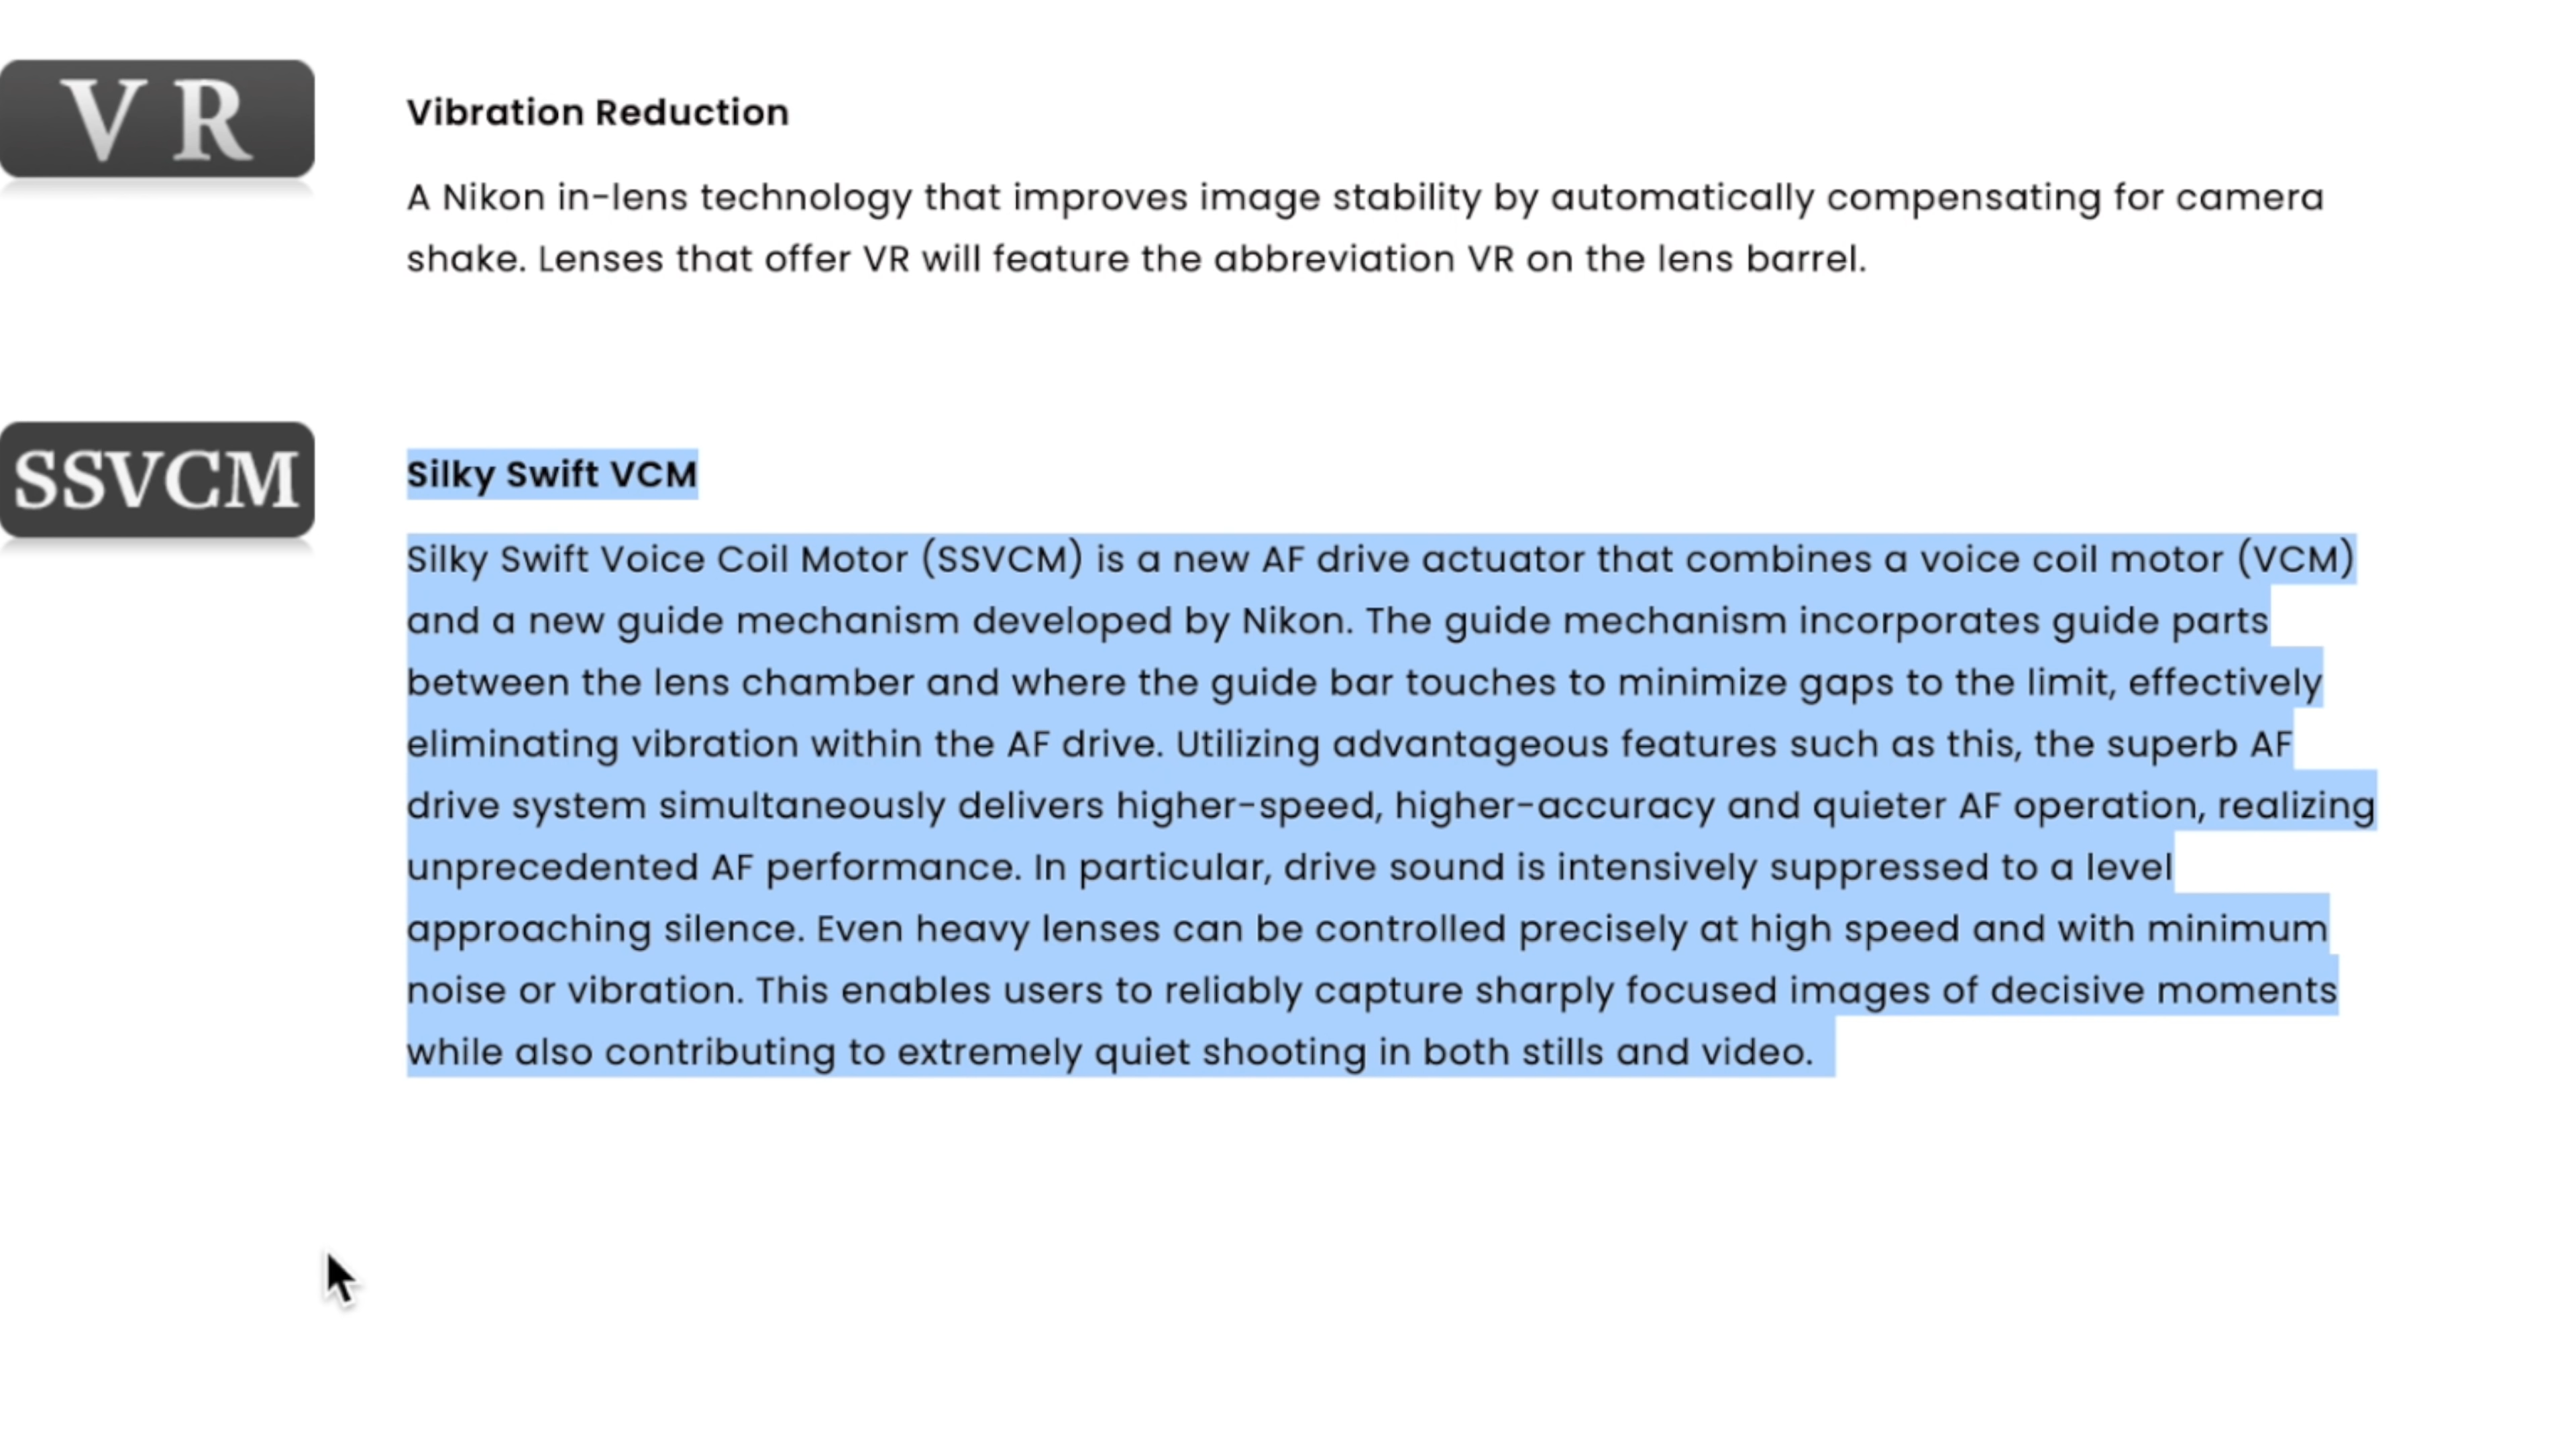 VR
Vibration Reduction
A Nikon in-lens technology that improves image stability by automatically compensating for camera
shake. Lenses that offer VR will feature the abbreviation VR on the lens barrel.
SSVCM
Silky Swift VCM
Silky Swift Voice Coil Motor (SSVCM) is a new AF drive actuator that combines a voice coil motor (VCM)
and a new guide mechanism developed by Nikon. The guide mechanism incorporates guide parts
between the lens chamber and where the guide bar touches to minimize gaps to the limit, effectively
eliminating vibration within the AF drive. Utilizing advantageous features such as this, the superb AF
drive system simultaneously delivers higher-speed, higher-accuracy and quieter AF operation, realizing
unprecedented AF performance. In particular, drive sound is intensively suppressed to a level
approaching silence. Even heavy lenses can be controlled precisely at high speed and with minimum
noise or vibration. This enables users to reliably capture sharply focused images of decisive moments
while also contributing to extremely quiet shooting in both stills and video.